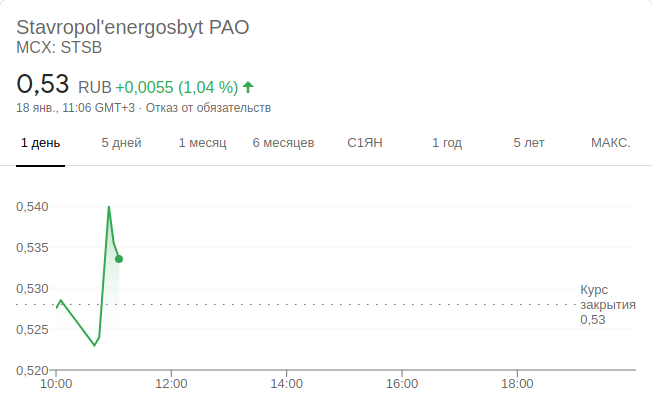 Stavropol'energosbyt PAO
MCX: STSB
0,53 RUB +0,0055 (1,04 %)
18 янв., 11:06 GMT+3 · Отказ от обязательств
1 день 5 дней 1 месяц 6 месяцев С1ЯН 1 год 5 лет МАКС.
0,540
0,535
0,530
0,525
0,520
Курс
закрытия
0,53
10:00 12:00 14:00 16:00 18:00